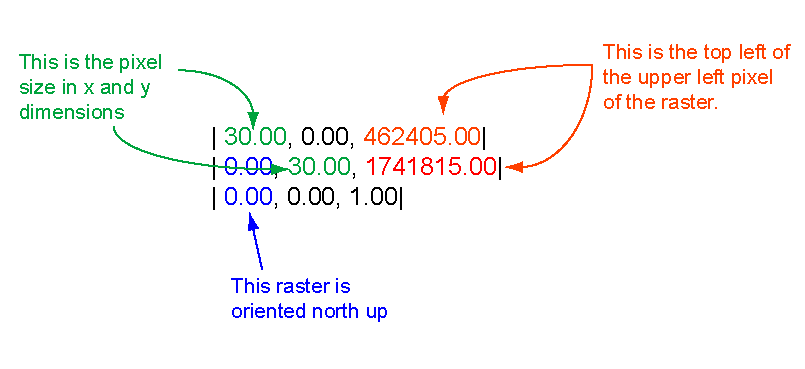 This is the pixel
size in x and y
dimensions
This is the top left of
the upper left pixel
of the raster.
| 30.00, 0.00, 462405.00|
| 0.00, 30.00, 1741815.00|
| 0.00, 0.00, 1.00|
This raster is
oriented north up